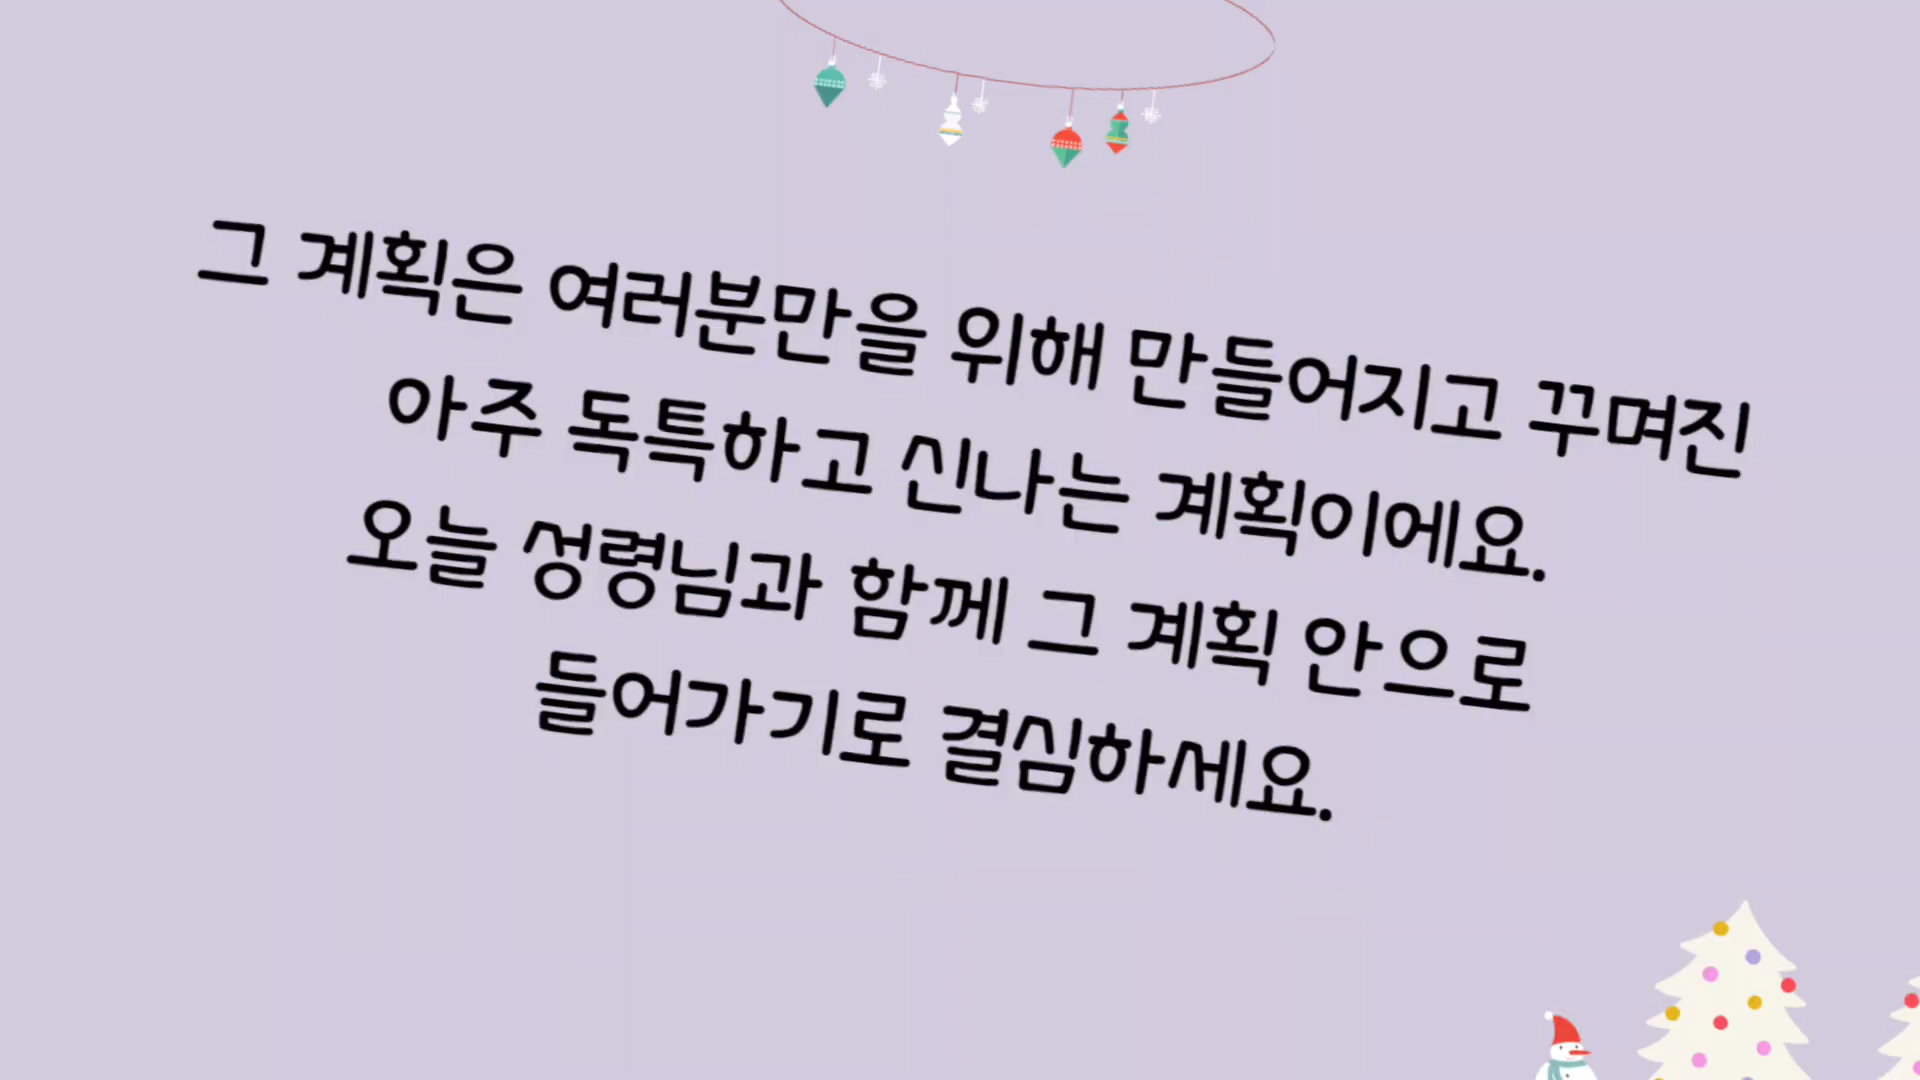 그 계획은 여러분만을 위해 만들어지고 꾸며진
아주 독특하고 신나는 계획이에요.
오늘 성령님과 함께 그 계획 안으로
들어가기로 결심하세요.